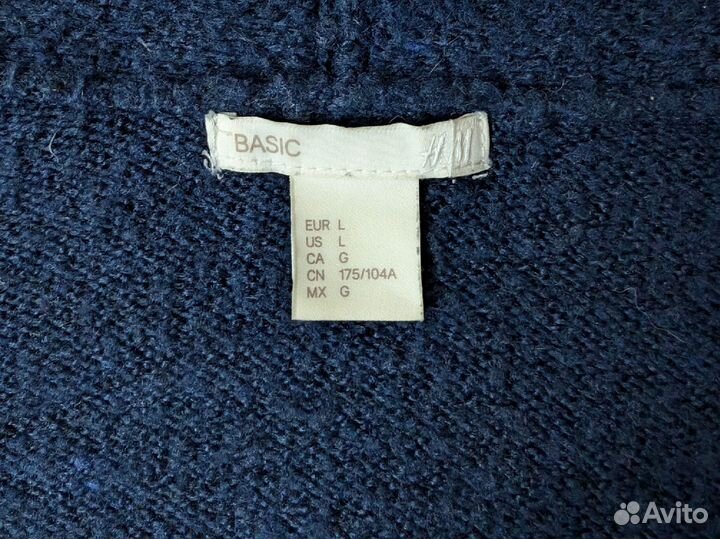 BASIC
H M
EUR L
US L
CA G
CN 175/104A
MX G
Avito